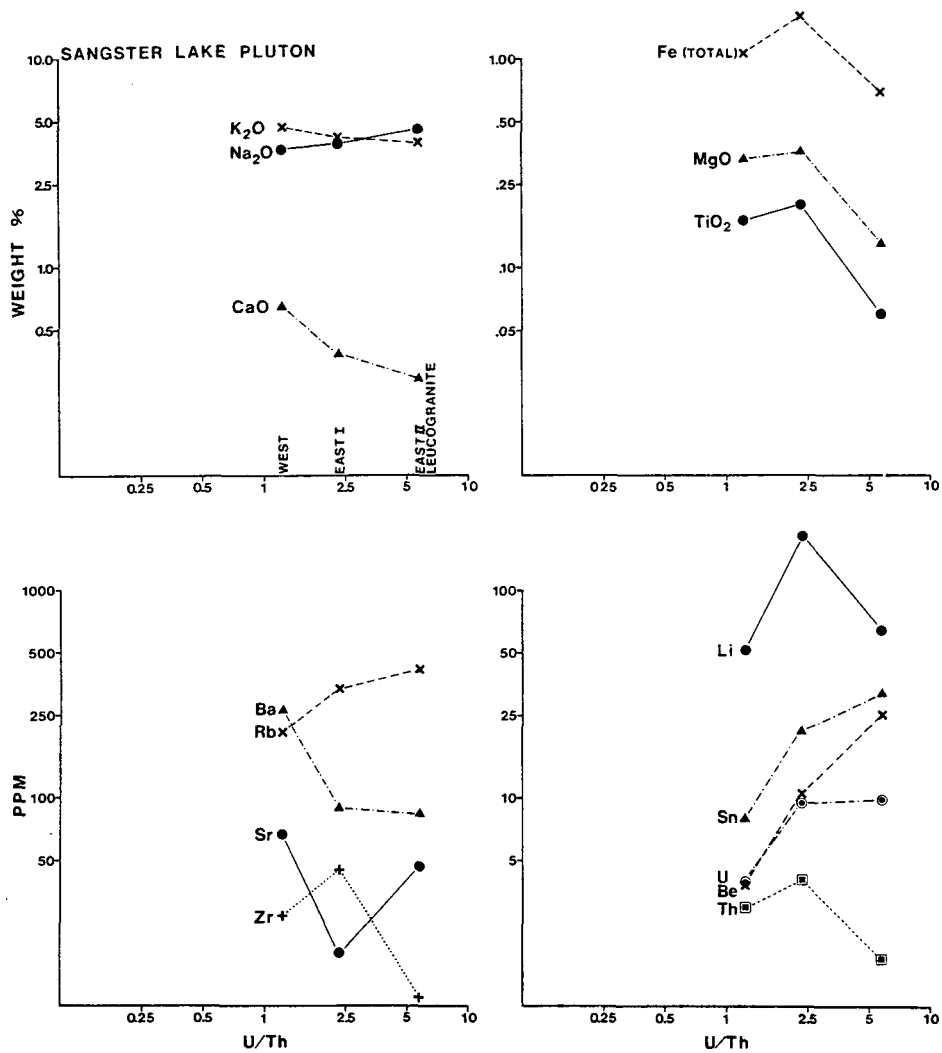 SANGSTER LAKE PLUTON
10.0
5.0
2.5
1.0
0.5
WEIGHT %
K2O
Na2O
CaO
WEST
EAST I
EAST II
LEUCOGRANITE
0.25 0.5 1 2.5 5 10
1.00
.50
.25
.10
.05
Fe (TOTAL)
MgO
TiO2
0.25 0.5 1 2.5 5 10
1000
500
250
100
50
PPM
Ba
Rb
Sr
Zr
0.25 0.5 1 2.5 5 10
U/Th
100
50
25
10
5
Li
Sn
U
Be
Th
0.25 0.5 1 2.5 5 10
U/Th